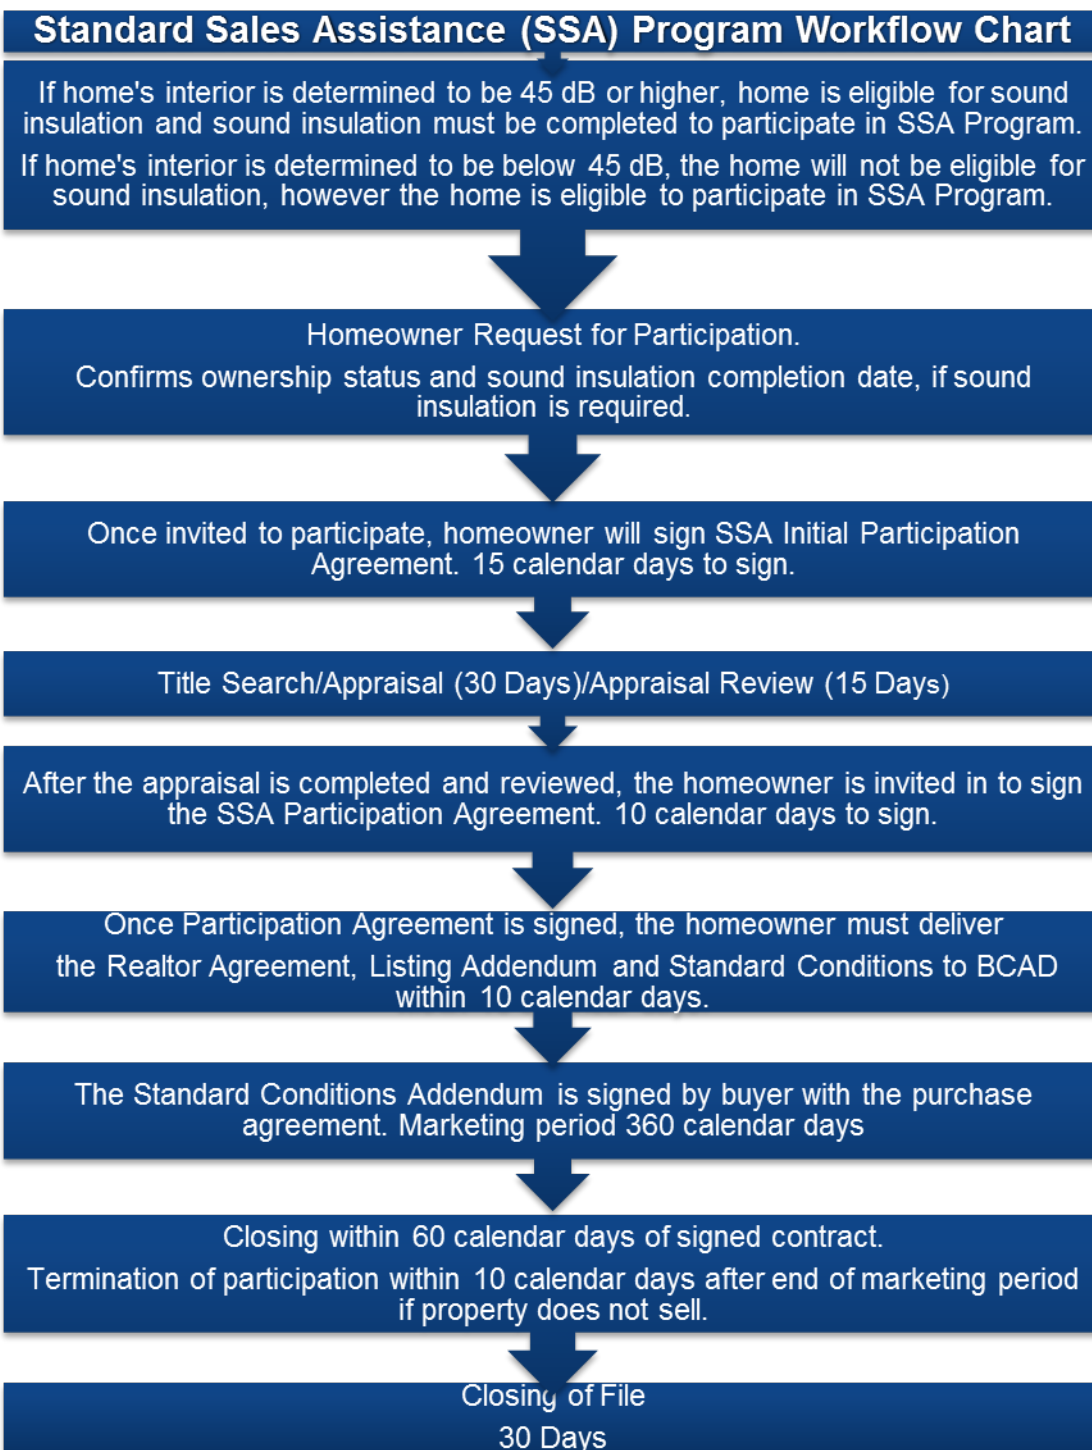 Standard Sales Assistance (SSA) Program Workflow Chart
If home's interior is determined to be 45 dB or higher, home is eligible for sound
insulation and sound insulation must be completed to participate in SSA Program.
If home's interior is determined to be below 45 dB, the home will not be eligible for
sound insulation, however the home is eligible to participate in SSA Program.
Homeowner Request for Participation.
Confirms ownership status and sound insulation completion date, if sound
insulation is required.
Once invited to participate, homeowner will sign SSA Initial Participation
Agreement. 15 calendar days to sign.
Title Search/Appraisal (30 Days)/Appraisal Review (15 Days)
After the appraisal is completed and reviewed, the homeowner is invited in to sign
the SSA Participation Agreement. 10 calendar days to sign.
Once Participation Agreement is signed, the homeowner must deliver
the Realtor Agreement, Listing Addendum and Standard Conditions to BCAD
within 10 calendar days.
The Standard Conditions Addendum is signed by buyer with the purchase
agreement. Marketing period 360 calendar days
Closing within 60 calendar days of signed contract.
Termination of participation within 10 calendar days after end of marketing period
if property does not sell.
Closing of File
30 Days